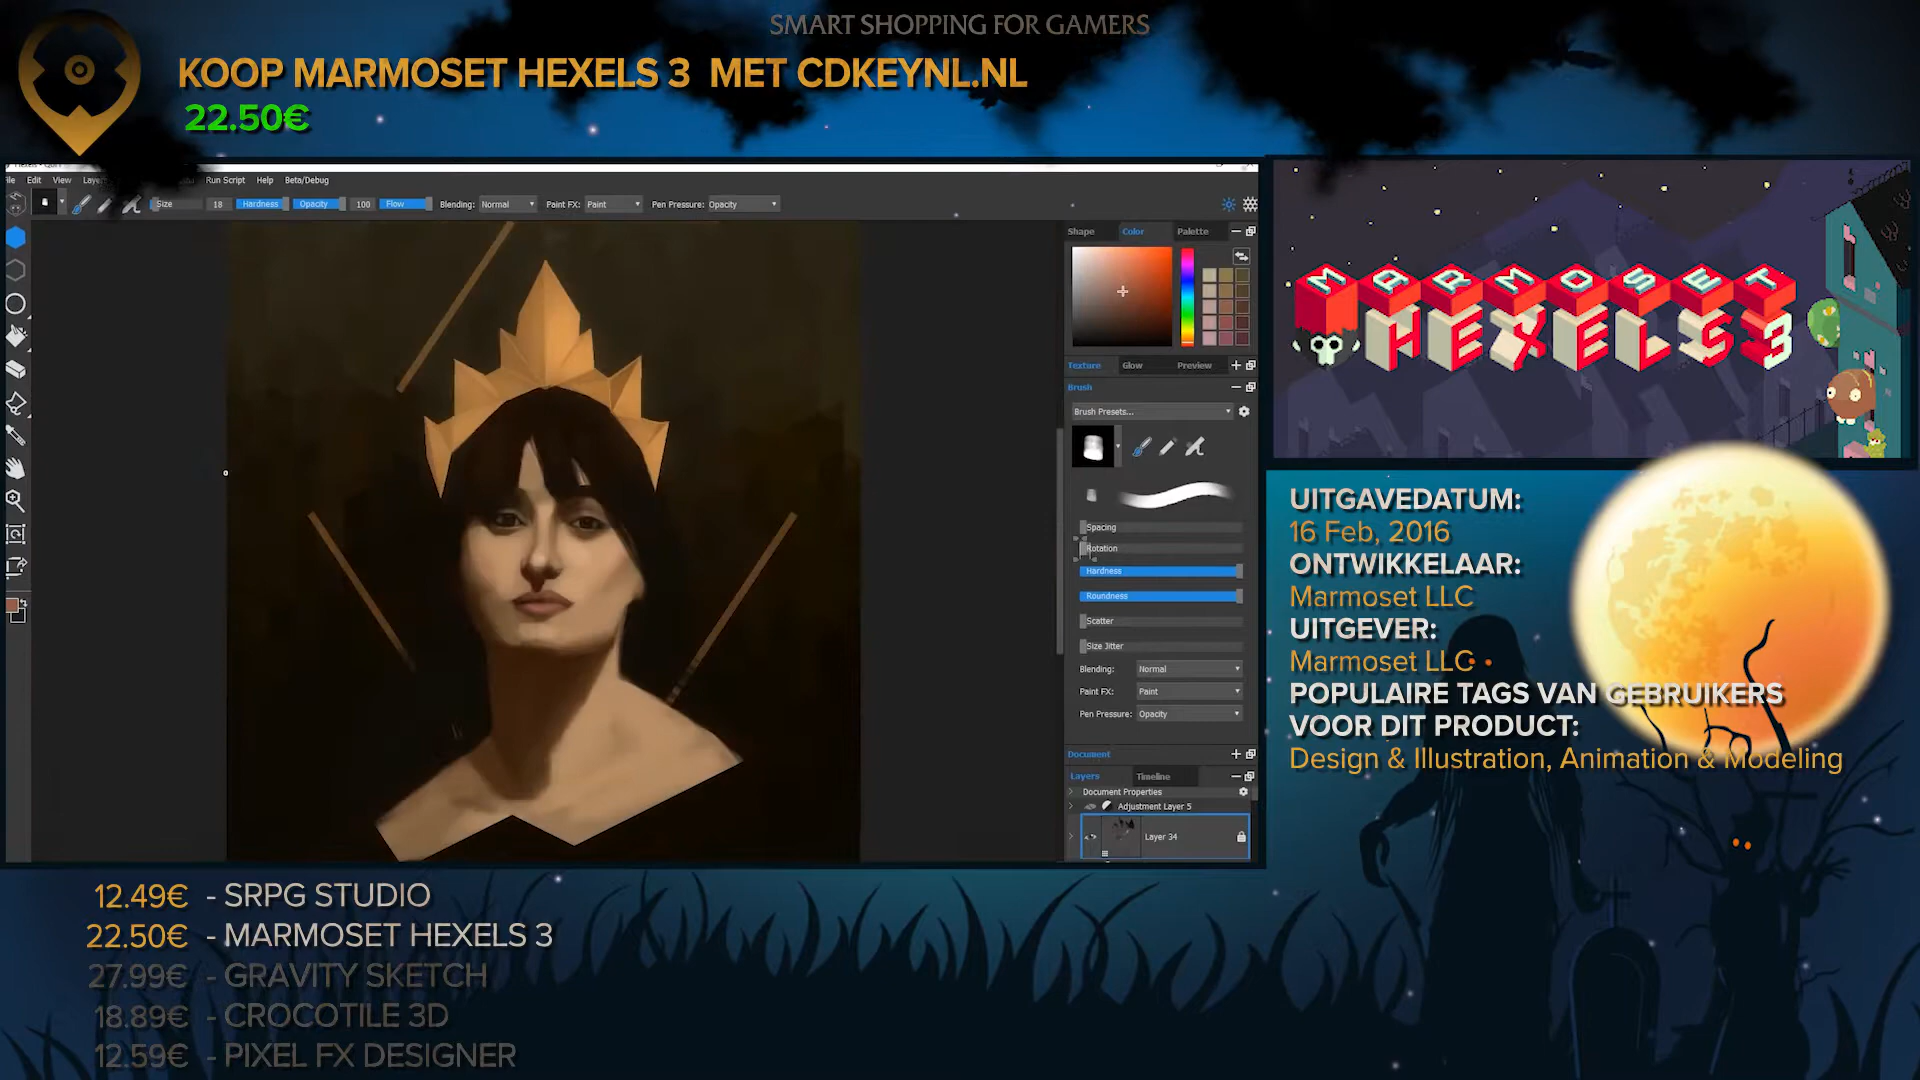 SMART SHOPPING FOR GAMERS
KOOP MARMOSET HEXELS 3 MET CDKEYNL.NL
22.50€
Edit View Run Script Help Beta/Debug
Size 18 Hardness Opacity 100 Flow Blending: Normal Paint FX: Paint Pen Pressure: Opacity
Shape Color Palette
Texture Glow Preview
Brush
Brush Presets...
Spacing
Rotation
Hardness
Roundness
Scatter
Size Jitter
Blending: Normal
Paint FX: Paint
Pen Pressure: Opacity
Document
Layers Timeline
Document Properties
Adjustment Layer 5
Layer 34
MARMOSET
HEXELS 3
UITGAVEDATUM:
16 Feb, 2016
ONTWIKKELAAR:
Marmoset LLC
UITGEVER:
Marmoset LLC
POPULAIRE TAGS VAN GEBRUIKERS
VOOR DIT PRODUCT:
Design & Illustration, Animation & Modeling
12.49€ - SRPG STUDIO
22.50€ - MARMOSET HEXELS 3
27.99€ - GRAVITY SKETCH
18.89€ - CROCOTILE 3D
12.59€ - PIXEL FX DESIGNER